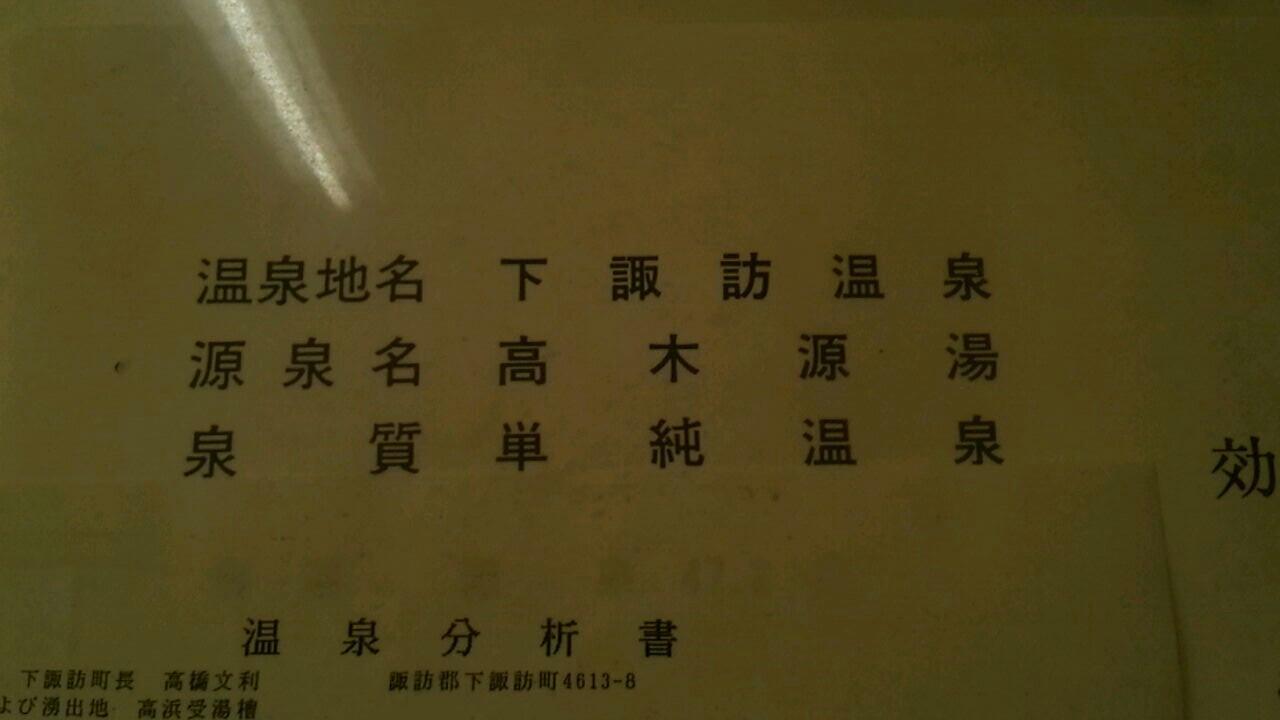 温泉地名 下諏訪温泉
源泉名 高木源湯
泉質 単純温泉
効
温泉分析書
下諏訪町長 高橋文利 諏訪郡下諏訪町4613-8
よび湧出地 高浜受湯槽